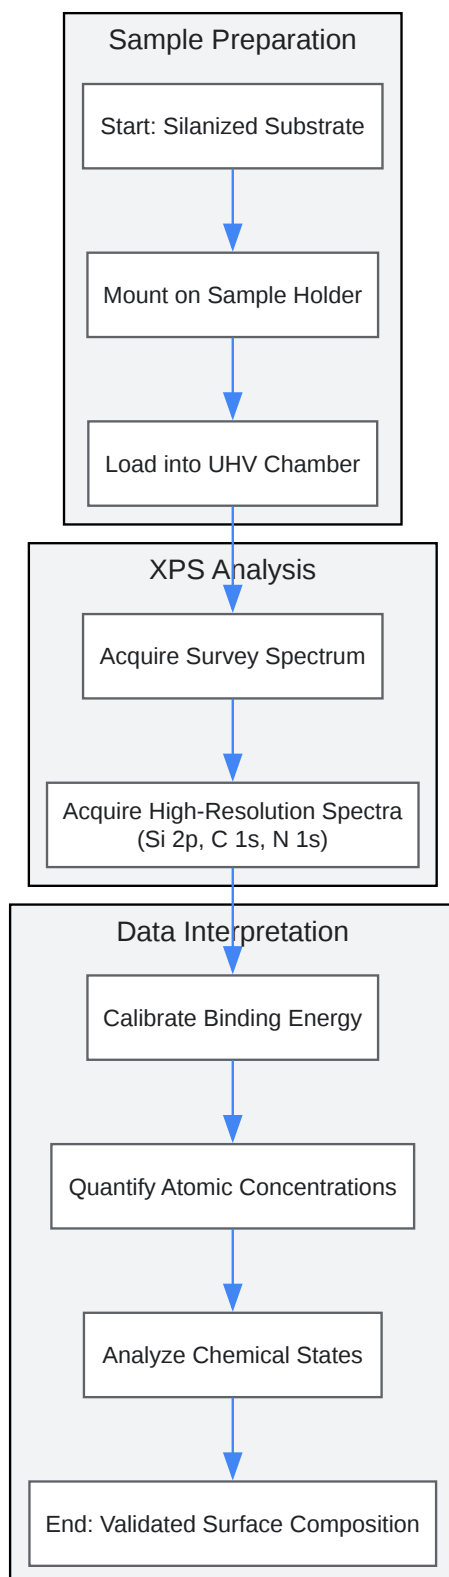 Sample Preparation
Start: Silanized Substrate
Mount on Sample Holder
Load into UHV Chamber
XPS Analysis
Acquire Survey Spectrum
Acquire High-Resolution Spectra
(Si 2p, C 1s, N 1s)
Data Interpretation
Calibrate Binding Energy
Quantify Atomic Concentrations
Analyze Chemical States
End: Validated Surface Composition